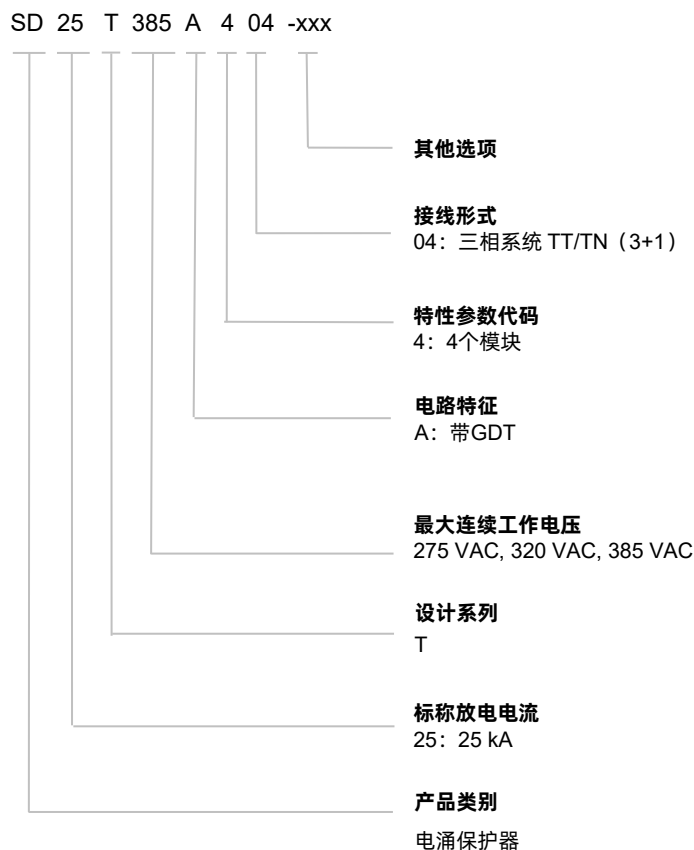 SD 25 T 385 A 4 04 -xxx
其他选项
接线形式
04：三相系统 TT/TN（3+1）
特性参数代码
4：4个模块
电路特征
A：带GDT
最大连续工作电压
275 VAC, 320 VAC, 385 VAC
设计系列
T
标称放电电流
25：25 kA
产品类别
电涌保护器